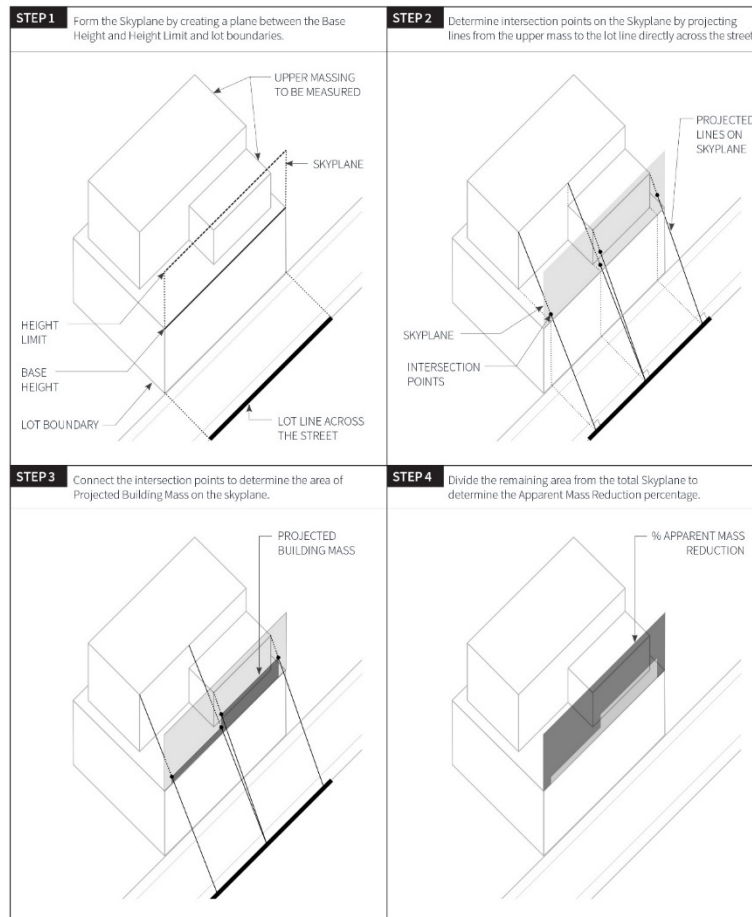 STEP 1
Form the Skyplane by creating a plane between the Base
Height and Height Limit and lot boundaries.
UPPER MASSING
TO BE MEASURED
SKYPLANE
HEIGHT
LIMIT
BASE
HEIGHT
LOT BOUNDARY
LOT LINE ACROSS
THE STREET
STEP 2
Determine intersection points on the Skyplane by projecting
lines from the upper mass to the lot line directly across the street
PROJECTED
LINES ON
SKYPLANE
SKYPLANE
INTERSECTION
POINTS
STEP 3
Connect the intersection points to determine the area of
Projected Building Mass on the skyplane.
PROJECTED
BUILDING MASS
STEP 4
Divide the remaining area from the total Skyplane to
determine the Apparent Mass Reduction percentage.
% APPARENT MASS
REDUCTION